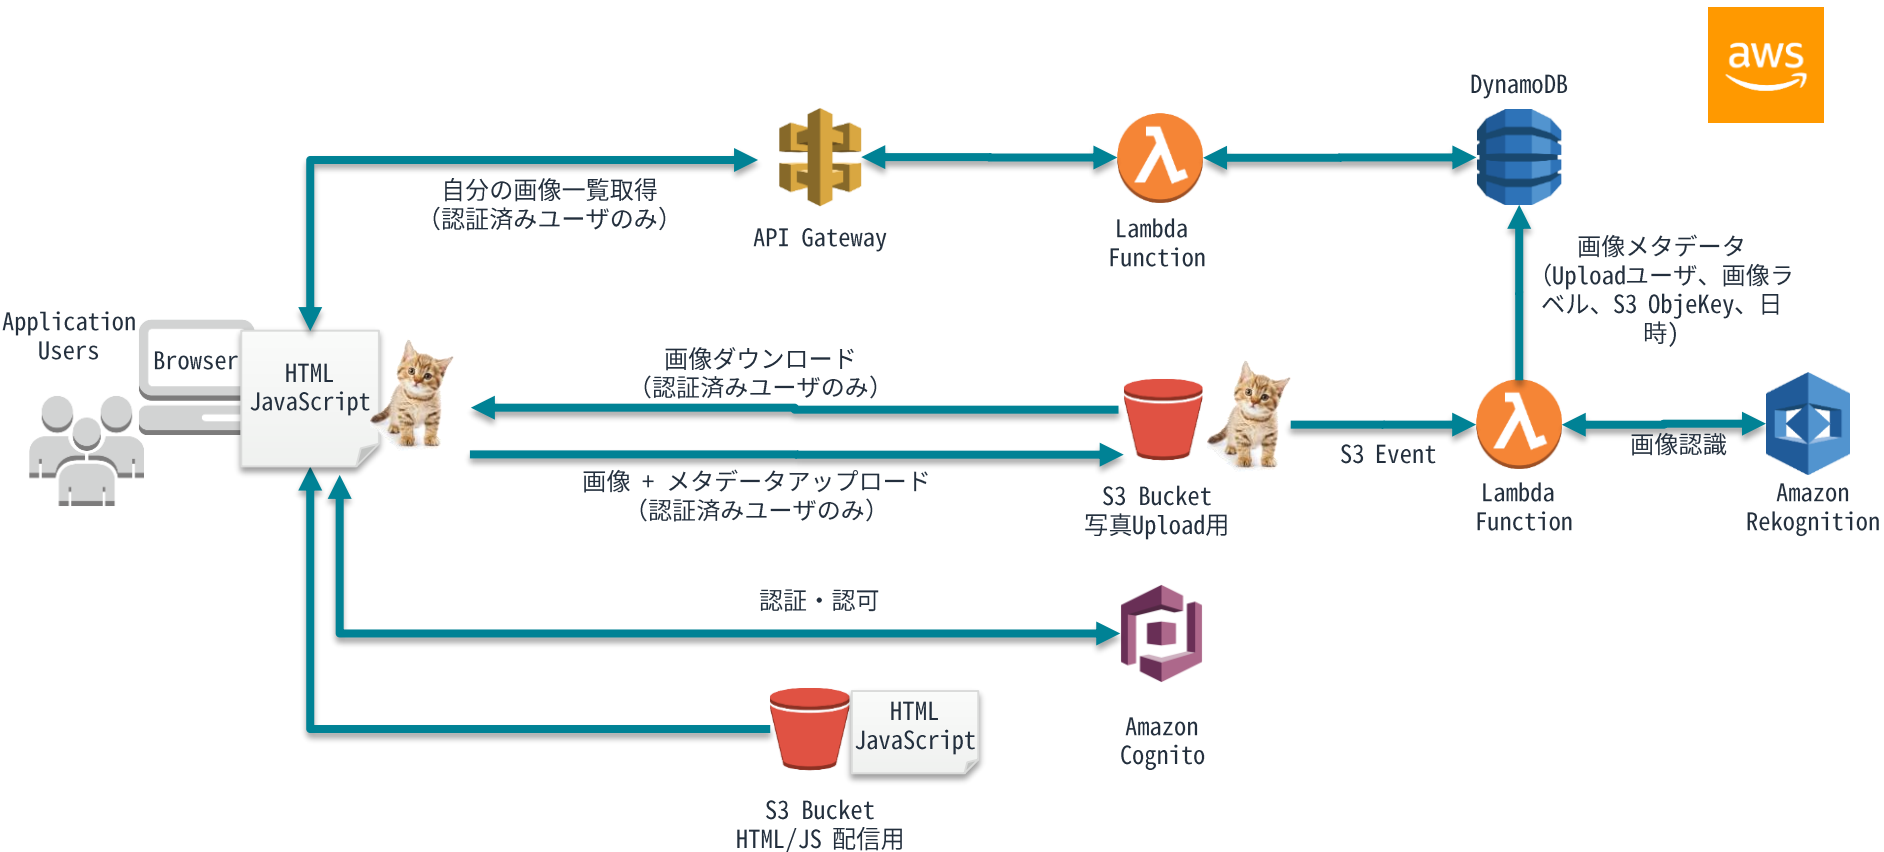 aws
DynamoDB
自分の画像一覧取得
（認証済みユーザのみ）
API Gateway
Lambda
Function
画像メタデータ
（Uploadユーザ、画像ラ
ベル、S3 ObjeKey、日
時）
Application
Users
Browser
HTML
JavaScript
画像ダウンロード
（認証済みユーザのみ）
画像 + メタデータアップロード
（認証済みユーザのみ）
S3 Bucket
写真Upload用
S3 Event
Lambda
Function
画像認識
Amazon
Rekognition
認証・認可
Amazon
Cognito
HTML
JavaScript
S3 Bucket
HTML/JS 配信用